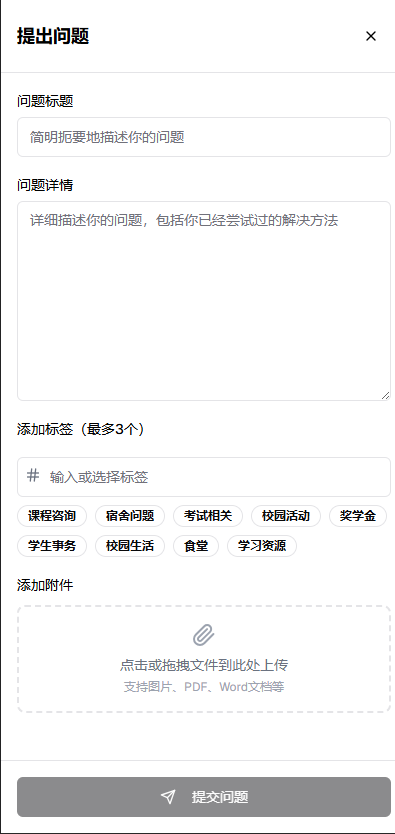 提出问题
问题标题
简明扼要地描述你的问题
问题详情
详细描述你的问题，包括你已经尝试过的解决方法
添加标签（最多3个）
# 输入或选择标签
课程咨询 宿舍问题 考试相关 校园活动 奖学金
学生事务 校园生活 食堂 学习资源
添加附件
点击或拖拽文件到此处上传
支持图片、PDF、Word文档等
提交问题